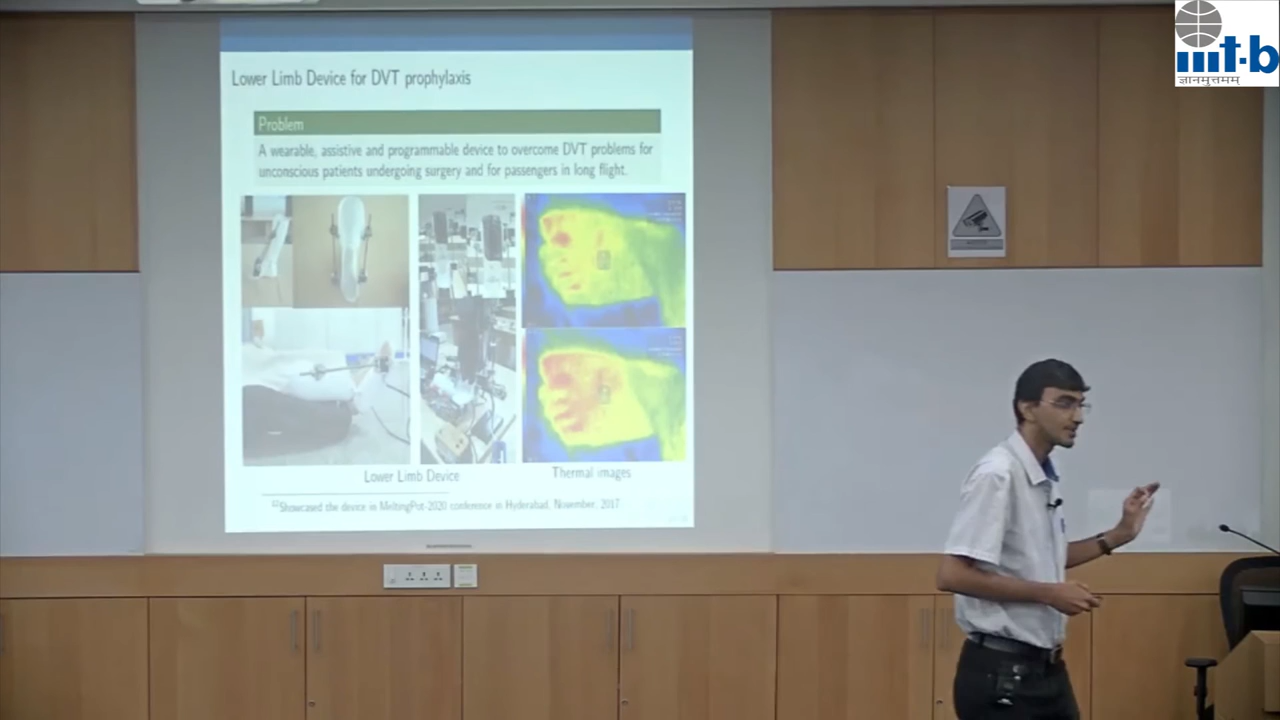 Lower Limb Device for DVT prophylaxis
Problem
A wearable, assistive and programmable device to overcome DVT problems for
unconscious patients undergoing surgery and for passengers in long flight.
Lower Limb Device
Thermal images
Showcased the device in MeltingPot-2020 conference in Hyderabad, November, 2017
iiit-b
ज्ञानमुत्तमम्